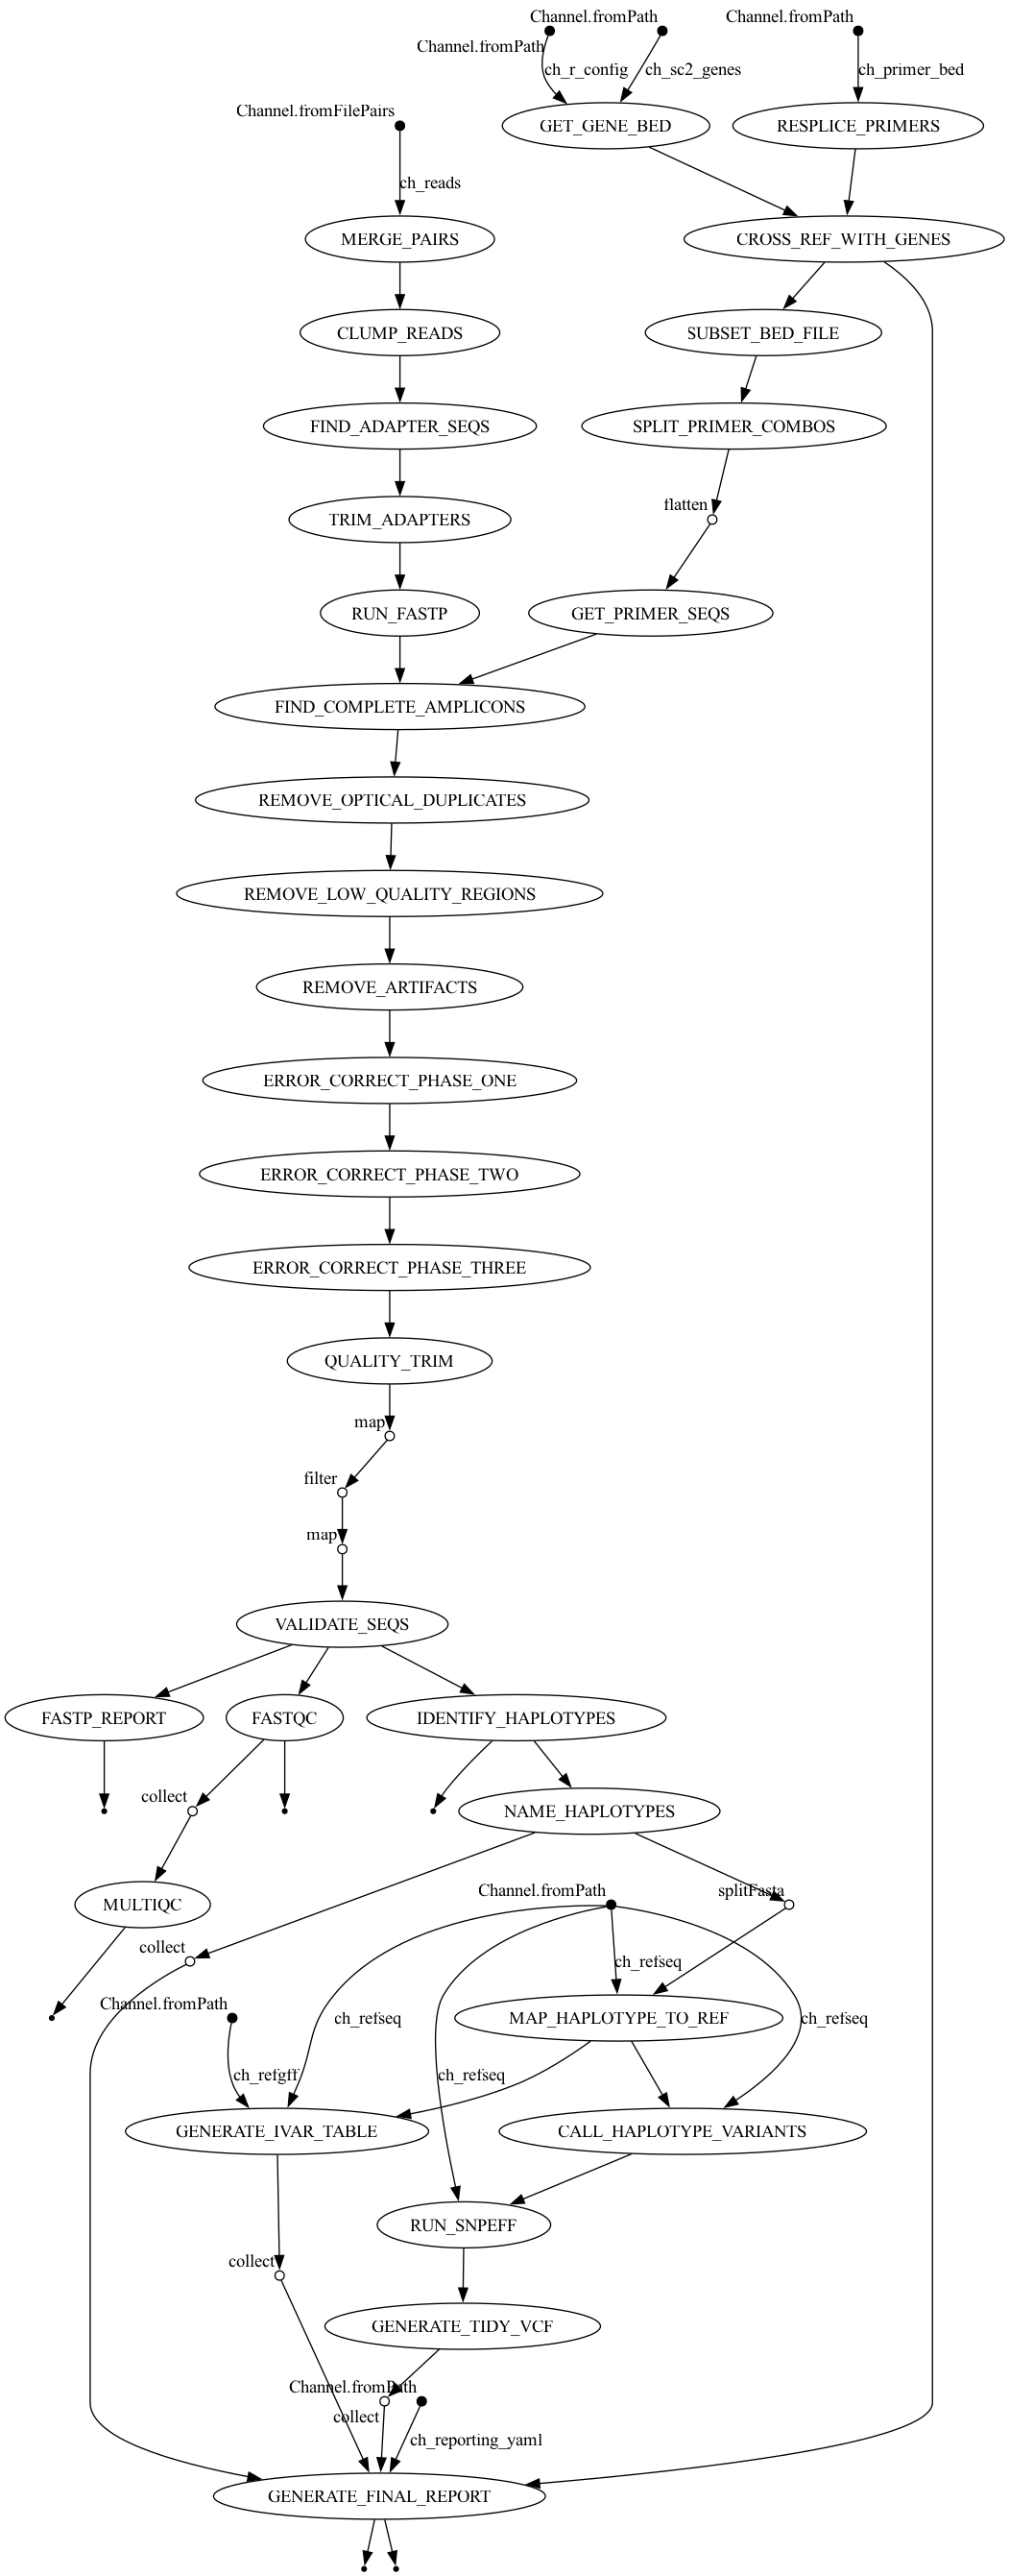 Channel.fromPath
Channel.fromPath
Channel.fromPath
ch_r_config
ch_sc2_genes
ch_primer_bed
Channel.fromFilePairs
GET_GENE_BED
RESPLICE_PRIMERS
ch_reads
MERGE_PAIRS
CROSS_REF_WITH_GENES
CLUMP_READS
SUBSET_BED_FILE
FIND_ADAPTER_SEQS
SPLIT_PRIMER_COMBOS
flatten
TRIM_ADAPTERS
RUN_FASTP
GET_PRIMER_SEQS
FIND_COMPLETE_AMPLICONS
REMOVE_OPTICAL_DUPLICATES
REMOVE_LOW_QUALITY_REGIONS
REMOVE_ARTIFACTS
ERROR_CORRECT_PHASE_ONE
ERROR_CORRECT_PHASE_TWO
ERROR_CORRECT_PHASE_THREE
QUALITY_TRIM
map
filter
map
VALIDATE_SEQS
FASTP_REPORT
FASTQC
IDENTIFY_HAPLOTYPES
collect
NAME_HAPLOTYPES
MULTIQC
Channel.fromPath
splitFasta
collect
ch_refseq
Channel.fromPath
ch_refseq
MAP_HAPLOTYPE_TO_REF
ch_refseq
ch_refgff
ch_refseq
GENERATE_IVAR_TABLE
CALL_HAPLOTYPE_VARIANTS
RUN_SNPEFF
collect
GENERATE_TIDY_VCF
Channel.fromPath
collect
ch_reporting_yaml
GENERATE_FINAL_REPORT